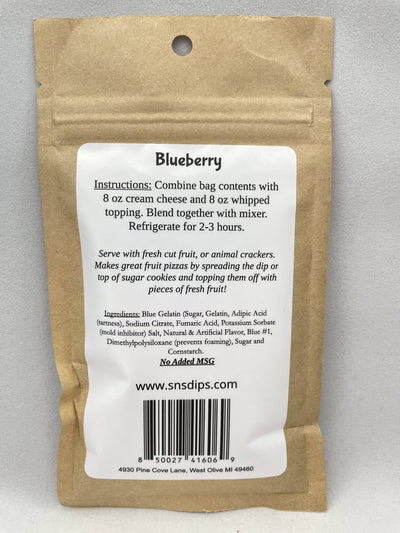 Blueberry
Instructions: Combine bag contents with
8 oz cream cheese and 8 oz whipped
topping. Blend together with mixer.
Refrigerate for 2-3 hours.
Serve with fresh cut fruit, or animal crackers.
Makes great fruit pizzas by spreading the dip or
top of sugar cookies and topping them off with
pieces of fresh fruit!
Ingredients: Blue Gelatin (Sugar, Gelatin, Adipic Acid
(tartness), Sodium Citrate, Fumaric Acid, Potassium Sorbate
(mold inhibitor) Salt, Natural & Artificial Flavor, Blue #1,
Dimethylpolysiloxane (prevents foaming), Sugar and
Cornstarch.
No Added MSG
www.snsdips.com
8 50027 41606 9
4930 Pine Cove Lane, West Olive MI 49460